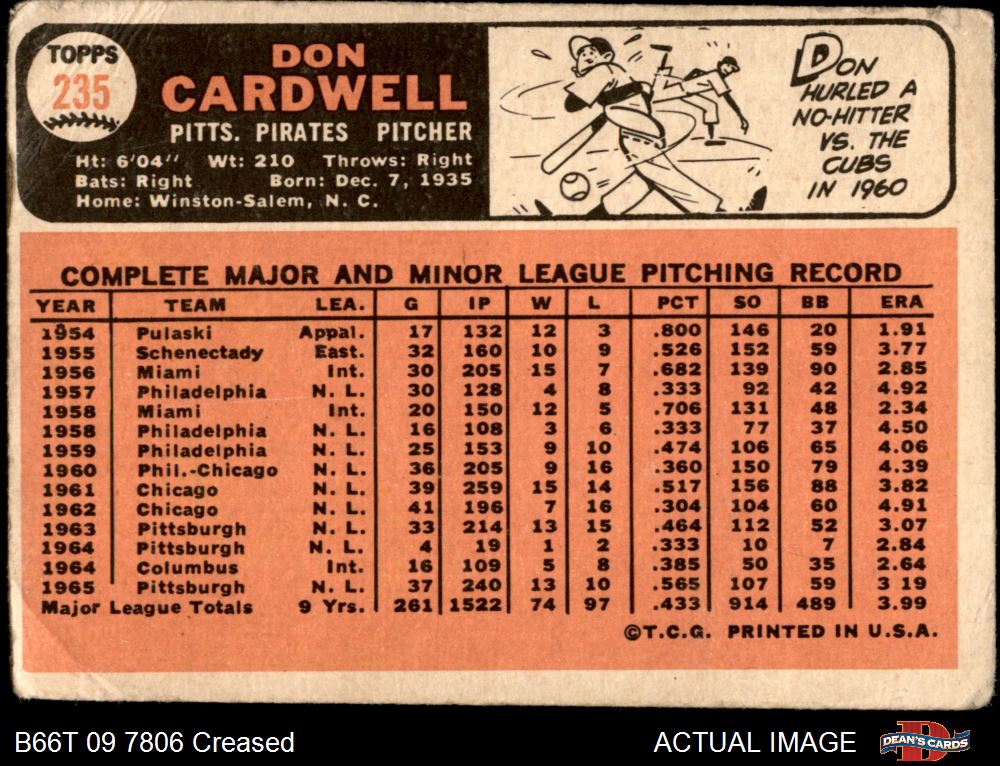 TOPPS
235
DON
CARDWELL
PITTS. PIRATES PITCHER
Ht: 6'04" Wt: 210 Throws: Right
Bats: Right Born: Dec. 7, 1935
Home: Winston-Salem, N. C.
DON
HURLED A
NO-HITTER
VS. THE
CUBS
IN 1960
COMPLETE MAJOR AND MINOR LEAGUE PITCHING RECORD
YEAR TEAM LEA. G IP W L PCT SO BB ERA
1954 Pulaski Appal. 17 132 12 3 .800 146 20 1.91
1955 Schenectady East. 32 160 10 9 .526 152 59 3.77
1956 Miami Int. 30 205 15 7 .682 139 90 2.85
1957 Philadelphia N. L. 30 128 4 8 .333 92 42 4.92
1958 Miami Int. 20 150 12 5 .706 131 48 2.34
1958 Philadelphia N. L. 16 108 3 6 .333 77 37 4.50
1959 Philadelphia N. L. 25 153 9 10 .474 106 65 4.06
1960 Phil.-Chicago N. L. 36 205 9 16 .360 150 79 4.39
1961 Chicago N. L. 39 259 15 14 .517 156 88 3.82
1962 Chicago N. L. 41 196 7 16 .304 104 60 4.91
1963 Pittsburgh N. L. 33 214 13 15 .464 112 52 3.07
1964 Pittsburgh N. L. 4 19 1 2 .333 10 7 2.84
1964 Columbus Int. 16 109 5 8 .385 50 35 2.64
1965 Pittsburgh N. L. 37 240 13 10 .565 107 59 3 19
Major League Totals 9 Yrs. 261 1522 74 97 .433 914 489 3.99
©T.C.G. PRINTED IN U.S.A.
B66T 09 7806 Creased
ACTUAL IMAGE
D
DEAN'S CARDS